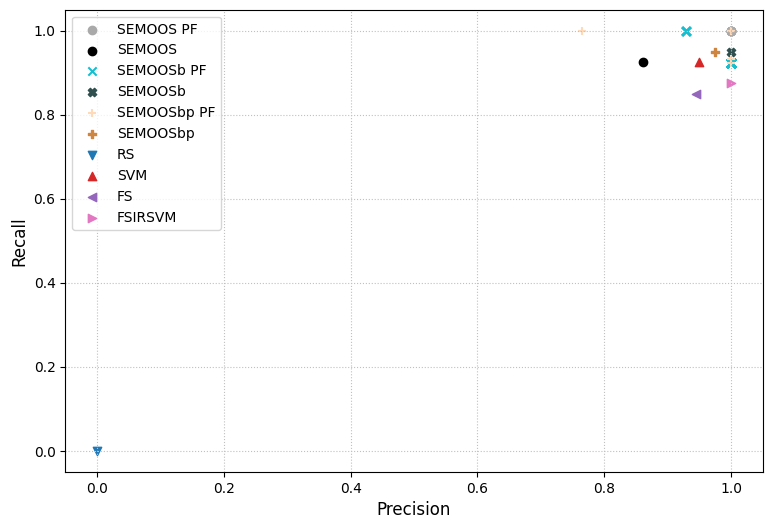 1.0
0.8
0.6
0.4
0.2
0.0
Recall
SEMOOS PF
SEMOOS
SEMOOSb PF
SEMOOSb
SEMOOSbp PF
SEMOOSbp
RS
SVM
FS
FSIRSVM
0.0 0.2 0.4 0.6 0.8 1.0
Precision